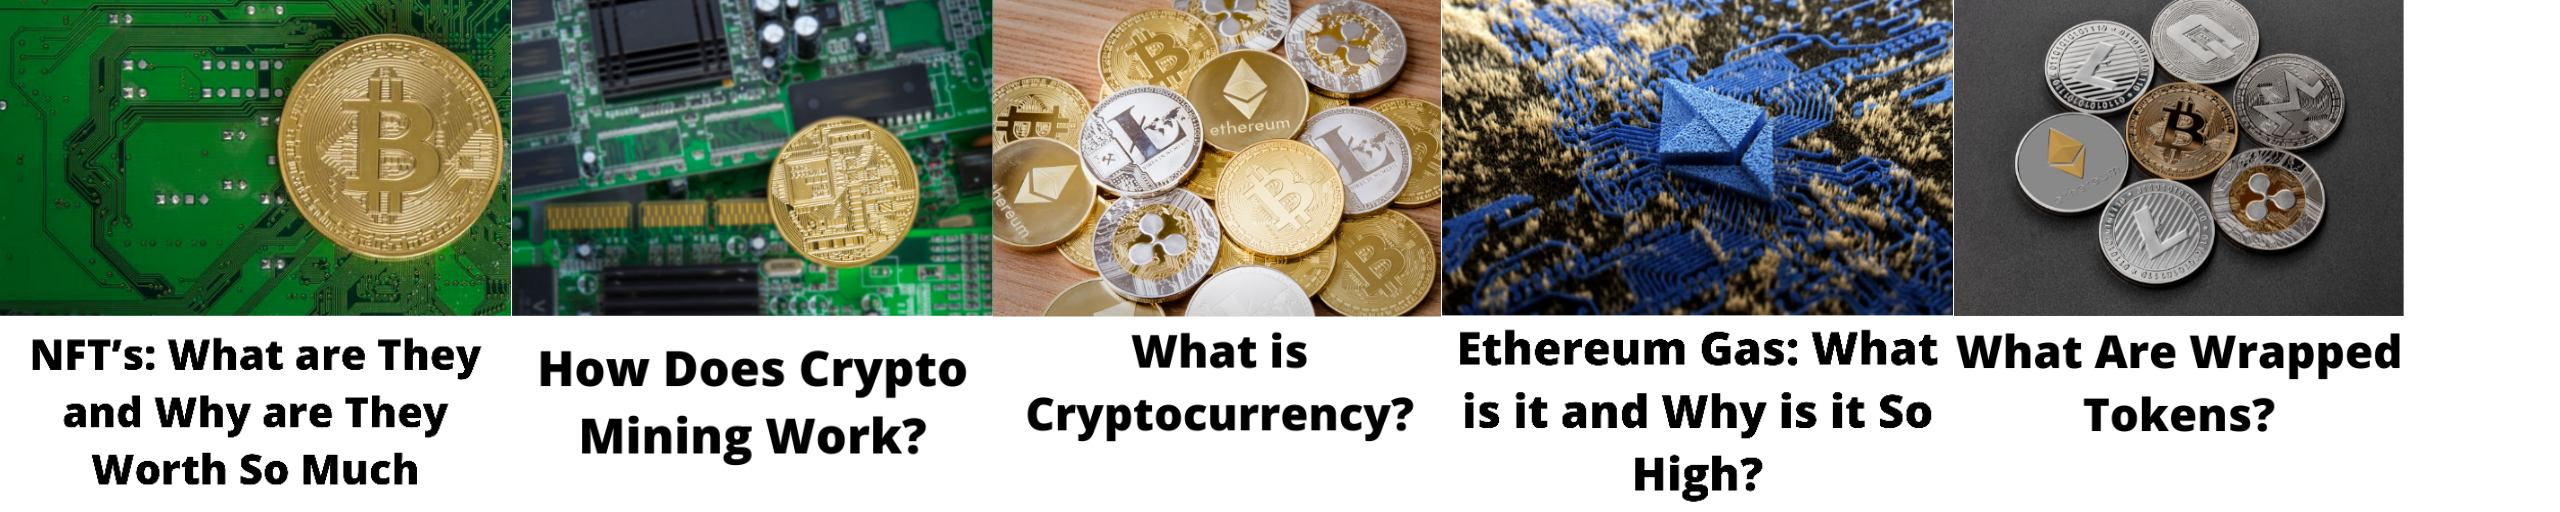 NFT’s: What are They
and Why are They
Worth So Much
How Does Crypto
Mining Work?
ethereum
What is
Cryptocurrency?
Ethereum Gas: What
is it and Why is it So
High?
What Are Wrapped
Tokens?